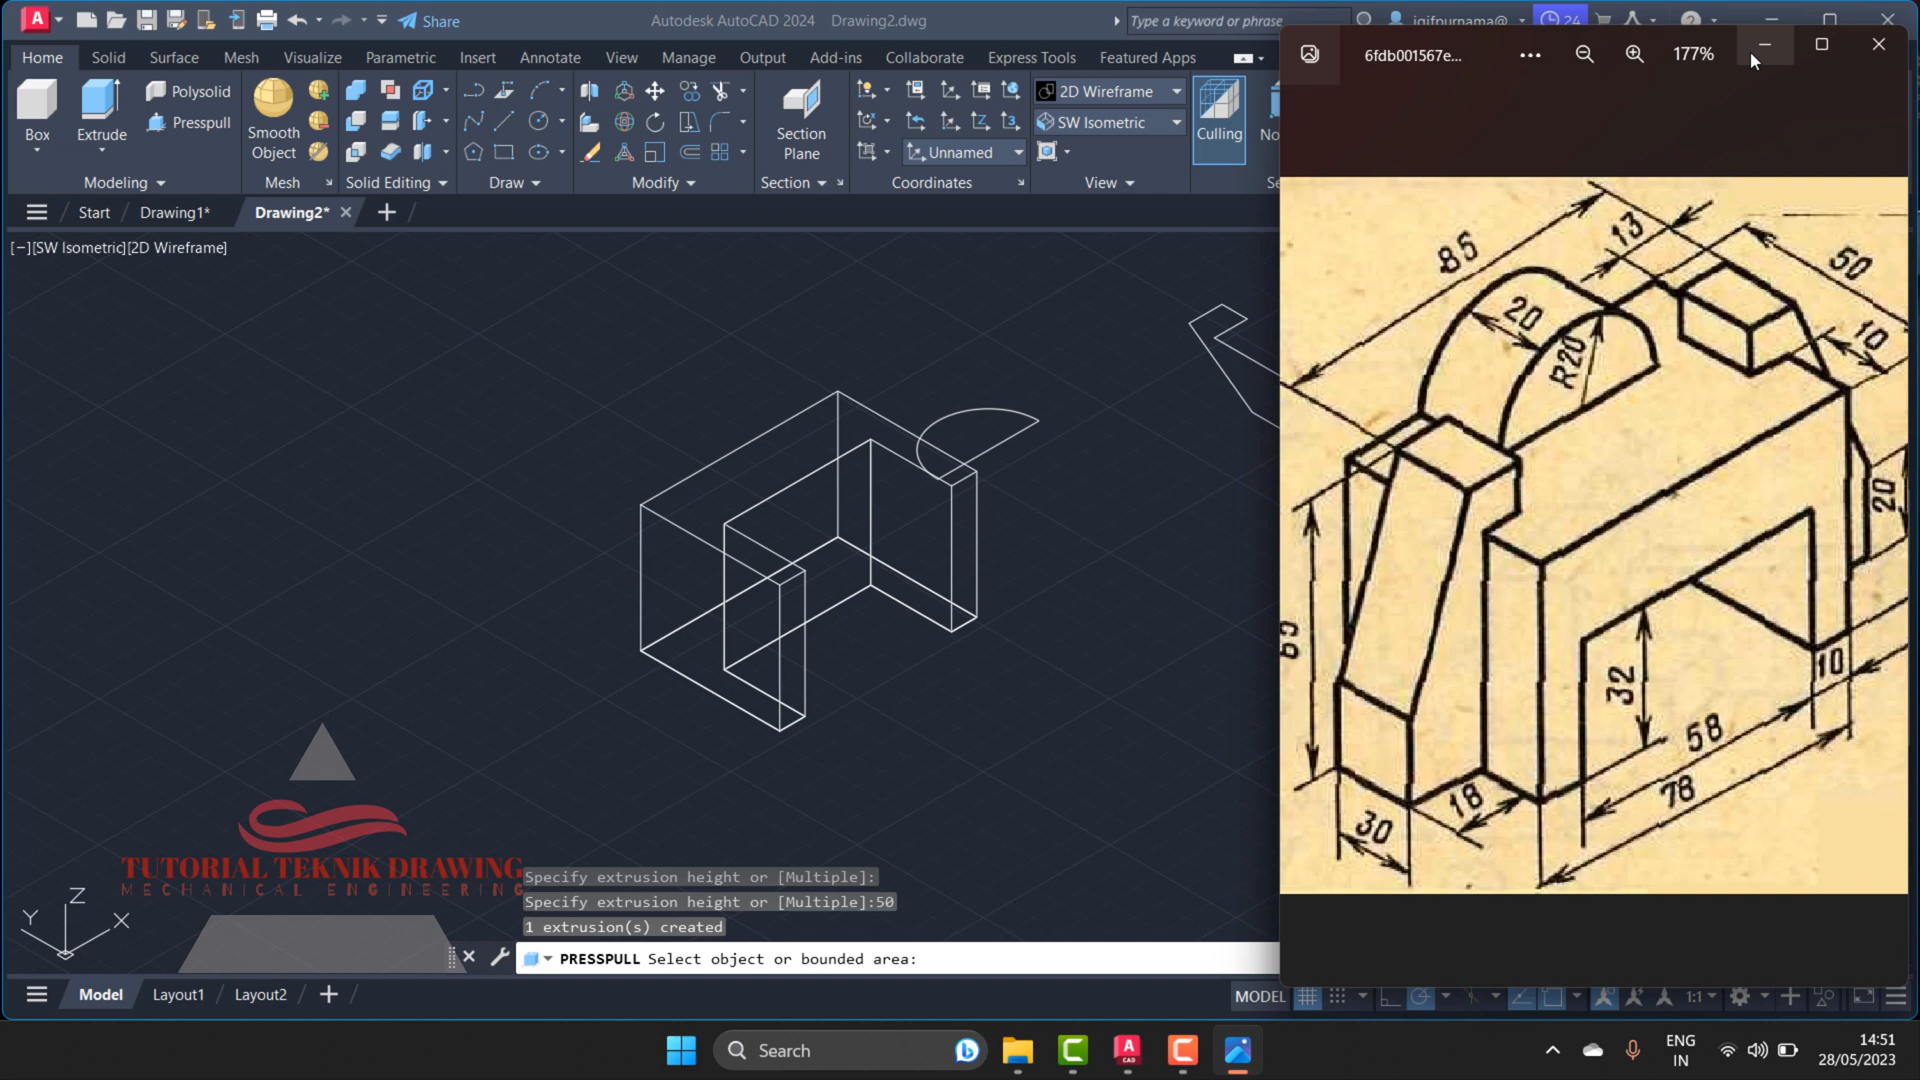 Share
Autodesk AutoCAD 2024 Drawing2.dwg
Type a keyword or phrase
iqifpurnama@
24
6fdb001567e...
177%
Home Solid Surface Mesh Visualize Parametric Insert Annotate View Manage Output Add-ins Collaborate Express Tools Featured Apps
Box
Extrude
Polysolid
Presspull
Smooth
Object
Section
Plane
2D Wireframe
SW Isometric
Unnamed
Culling
Modeling
Mesh
Solid Editing
Draw
Modify
Section
Coordinates
View
Start Drawing1* Drawing2*
[−][SW Isometric][2D Wireframe]
85
13
50
20
R20
10
20
32
10
58
78
18
30
TUTORIAL TEKNIK DRAWING
MECHANICAL ENGINEERING
Z
Y
X
Specify extrusion height or [Multiple]:
Specify extrusion height or [Multiple]:50
1 extrusion(s) created
PRESSPULL Select object or bounded area:
Model Layout1 Layout2
MODEL
1:1
Search
ENG
IN
14:51
28/05/2023